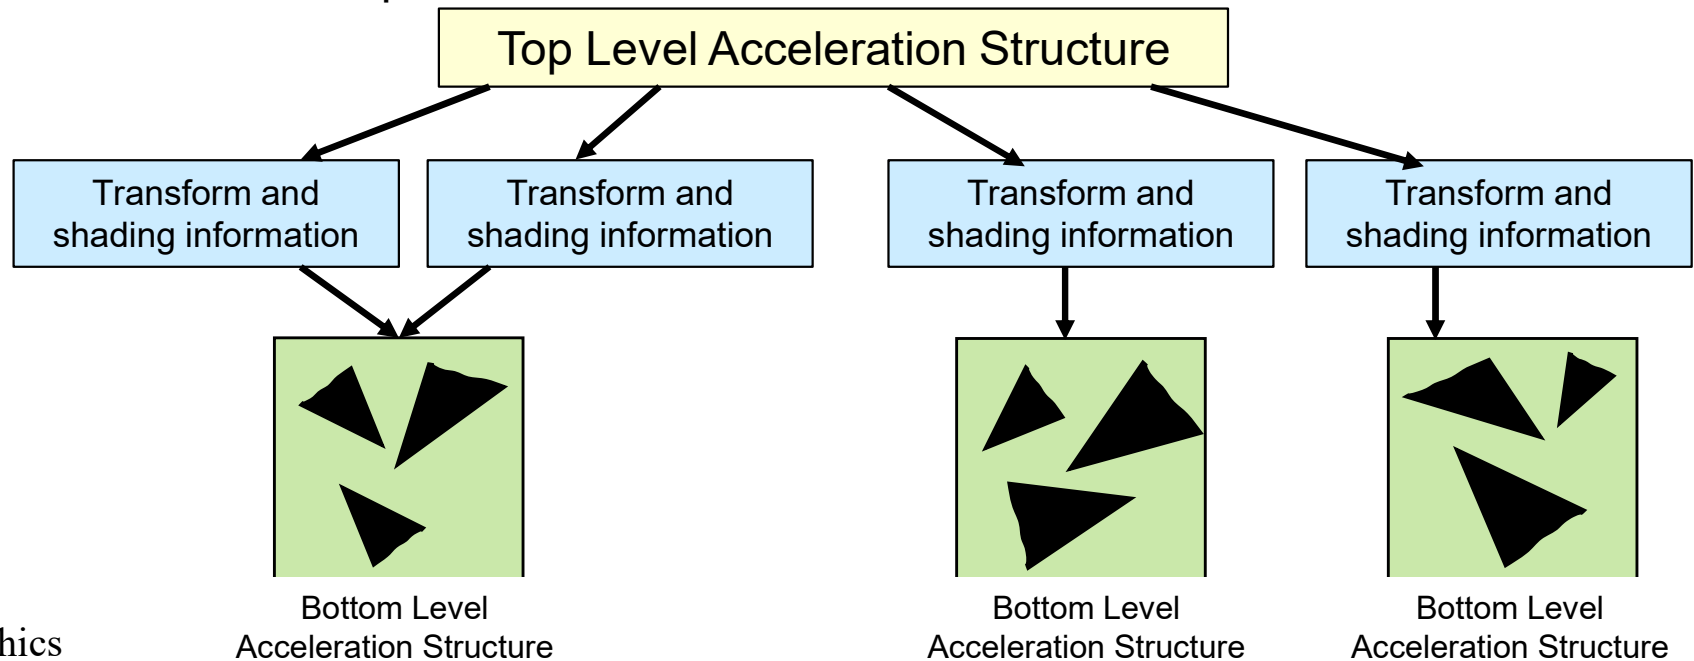 Top Level Acceleration Structure
Transform and
shading information
Transform and
shading information
Transform and
shading information
Transform and
shading information
Bottom Level
Acceleration Structure
Bottom Level
Acceleration Structure
Bottom Level
Acceleration Structure
hics